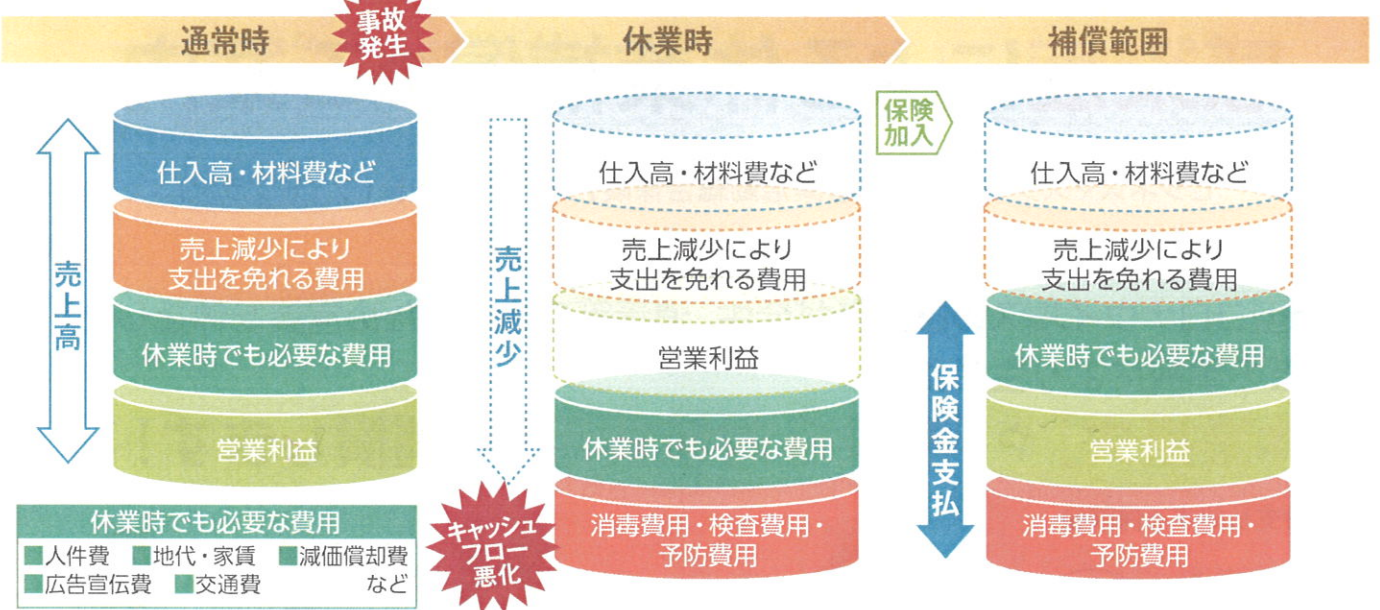 通常時
事故
発生
休業時
補償範囲
売上高
仕入高・材料費など
売上減少により
支出を免れる費用
休業時でも必要な費用
営業利益
休業時でも必要な費用
■人件費 ■地代・家賃 ■減価償却費
■広告宣伝費 ■交通費 など
売上減少
キャッシュ
フロー
悪化
仕入高・材料費など
売上減少により
支出を免れる費用
営業利益
休業時でも必要な費用
消毒費用・検査費用・
予防費用
保険
加入
保険金支払
仕入高・材料費など
売上減少により
支出を免れる費用
休業時でも必要な費用
営業利益
消毒費用・検査費用・
予防費用